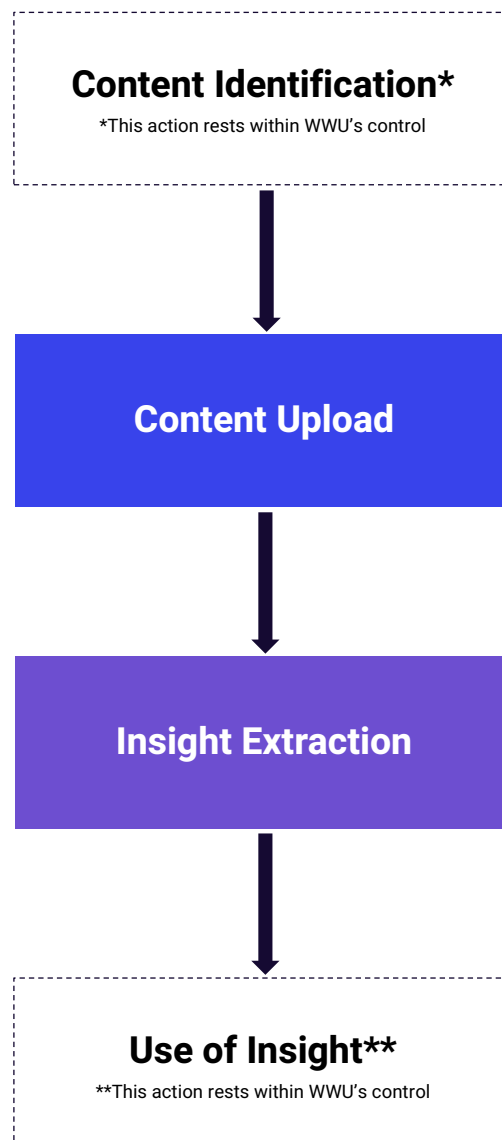 Content Identification*
*This action rests within WWU’s control
Content Upload
Insight Extraction
Use of Insight**
**This action rests within WWU’s control